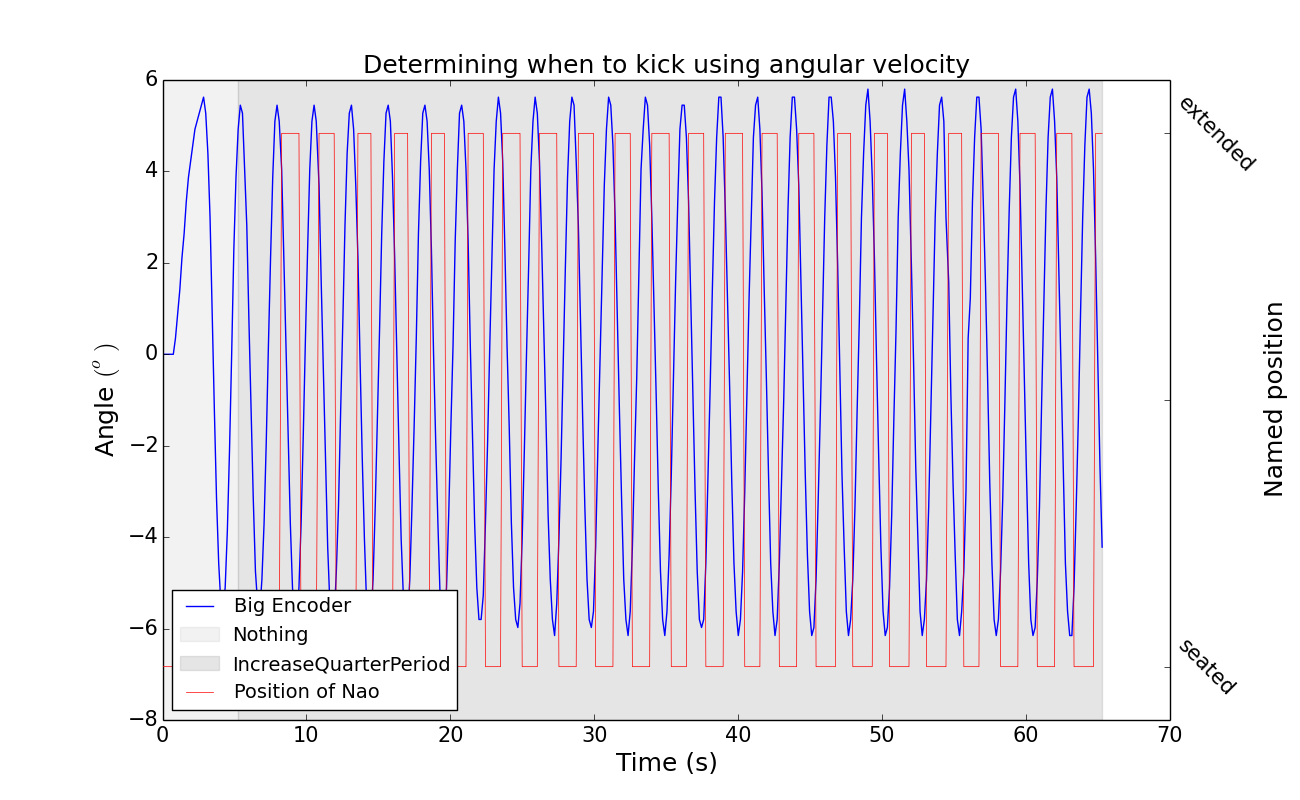 Determining when to kick using angular velocity
6
4
2
0
−2
−4
−6
−8
Angle (°)
0 10 20 30 40 50 60 70
Time (s)
extended
seated
Named position
Big Encoder
Nothing
IncreaseQuarterPeriod
Position of Nao